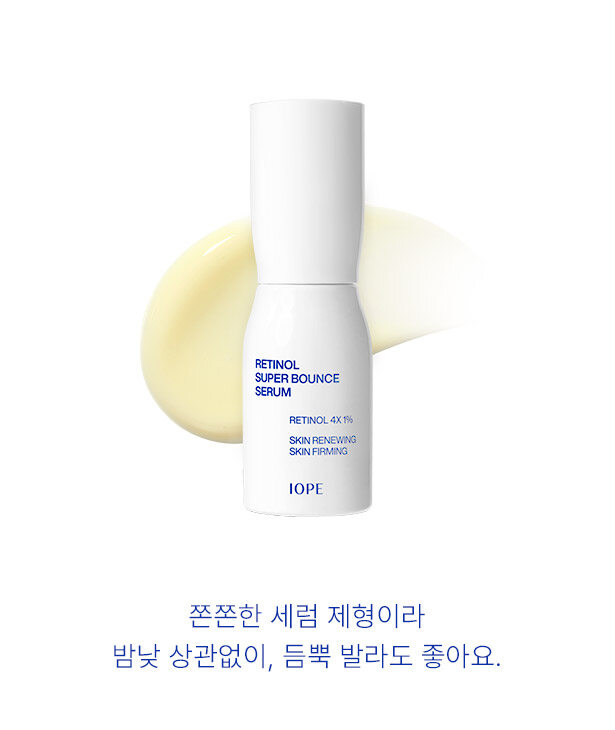 RETINOL
SUPER BOUNCE
SERUM
RETINOL 4X 1%
SKIN RENEWING
SKIN FIRMING
IOPE
쫀쫀한 세럼 제형이라
밤낮 상관없이, 듬뿍 발라도 좋아요.